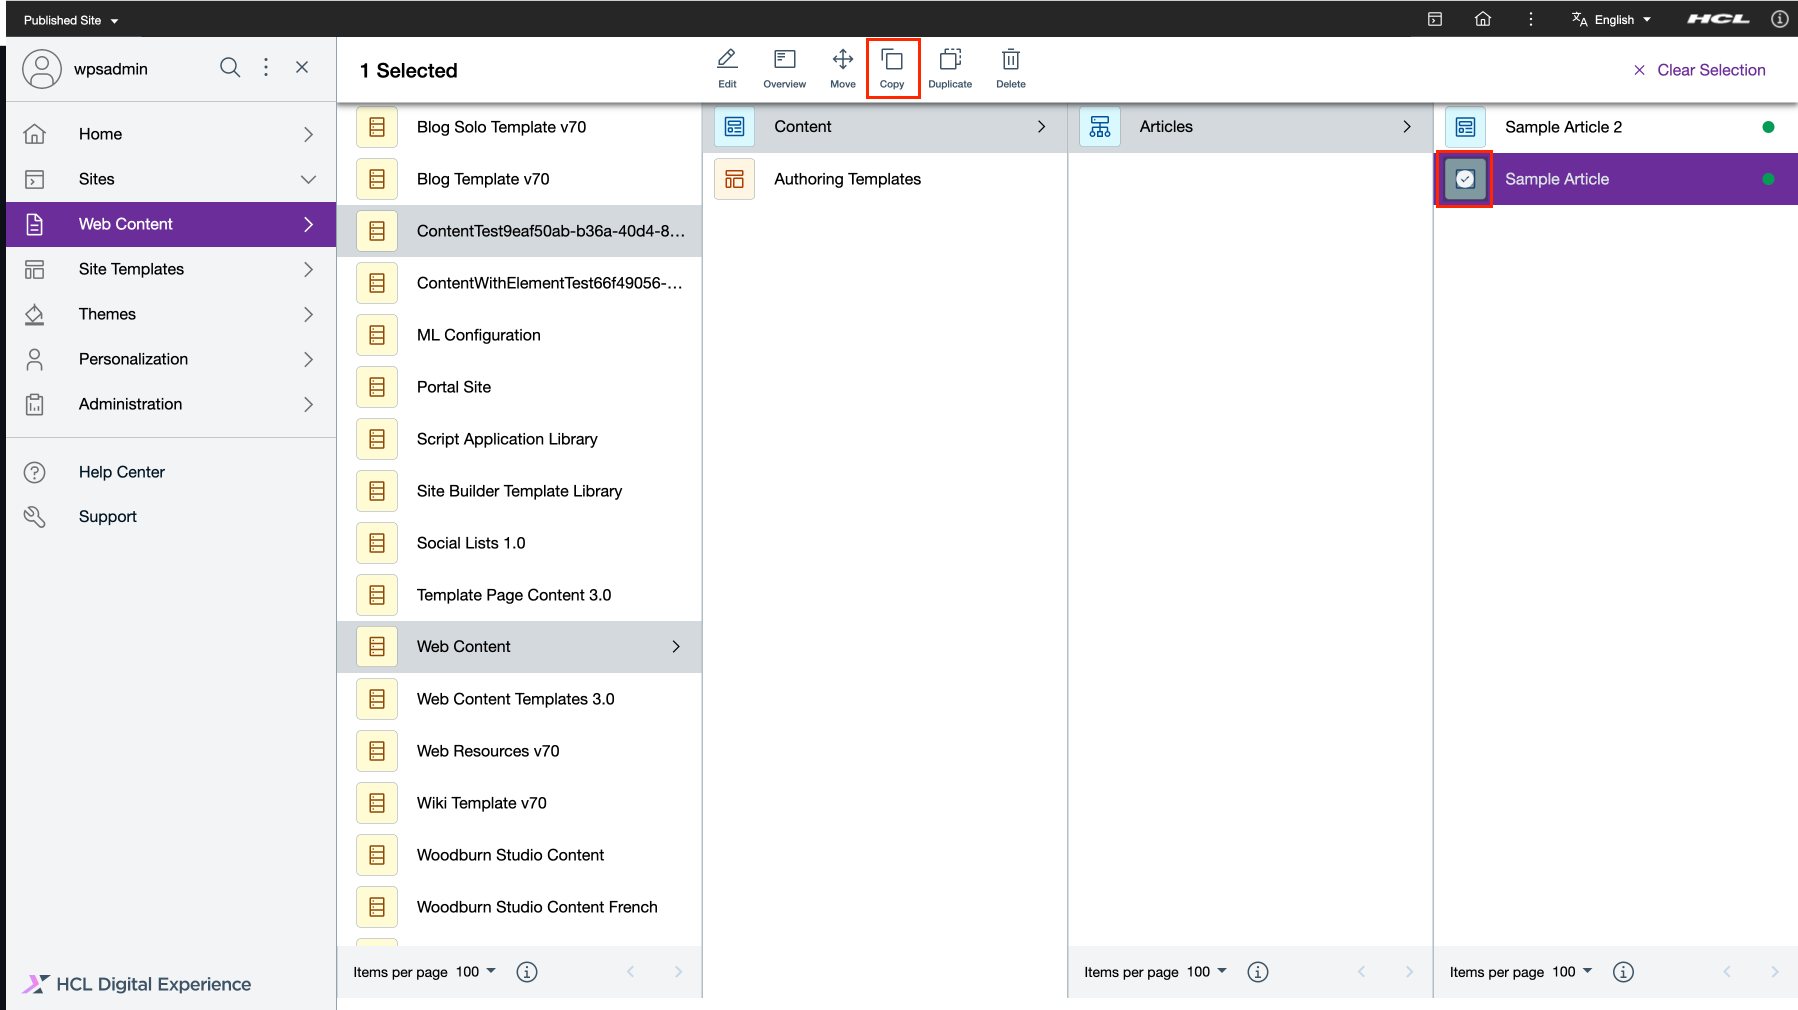 Published Site
English
HCL
wpsadmin
1 Selected
Edit
Overview
Move
Copy
Duplicate
Delete
Clear Selection
Home
Sites
Web Content
Site Templates
Themes
Personalization
Administration
Help Center
Support
HCL Digital Experience
Blog Solo Template v70
Blog Template v70
ContentTest9eaf50ab-b36a-40d4-8...
ContentWithElementTest66f49056-...
ML Configuration
Portal Site
Script Application Library
Site Builder Template Library
Social Lists 1.0
Template Page Content 3.0
Web Content
Web Content Templates 3.0
Web Resources v70
Wiki Template v70
Woodburn Studio Content
Woodburn Studio Content French
Items per page 100
Content
Authoring Templates
Articles
Items per page 100
Sample Article 2
Sample Article
Items per page 100